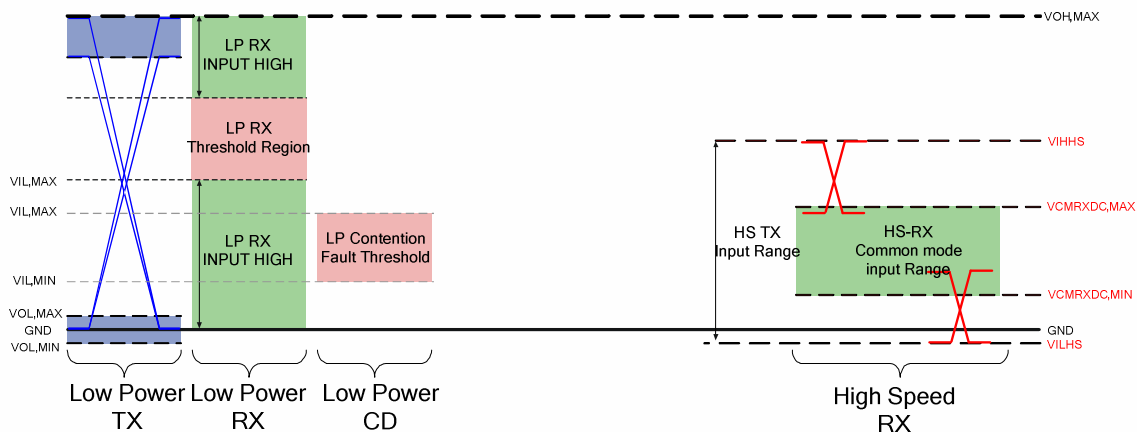 VOH,MAX
LP RX
INPUT HIGH
LP RX
Threshold Region
VIHHS
VIL,MAX
VIL,MAX
VCMRXDC,MAX
LP RX
INPUT HIGH
LP Contention
Fault Threshold
HS TX
Input Range
HS-RX
Common mode
input Range
VIL,MIN
VCMRXDC,MIN
VOL,MAX
GND
GND
VOL,MIN
VILHS
Low Power
TX
Low Power
RX
Low Power
CD
High Speed
RX